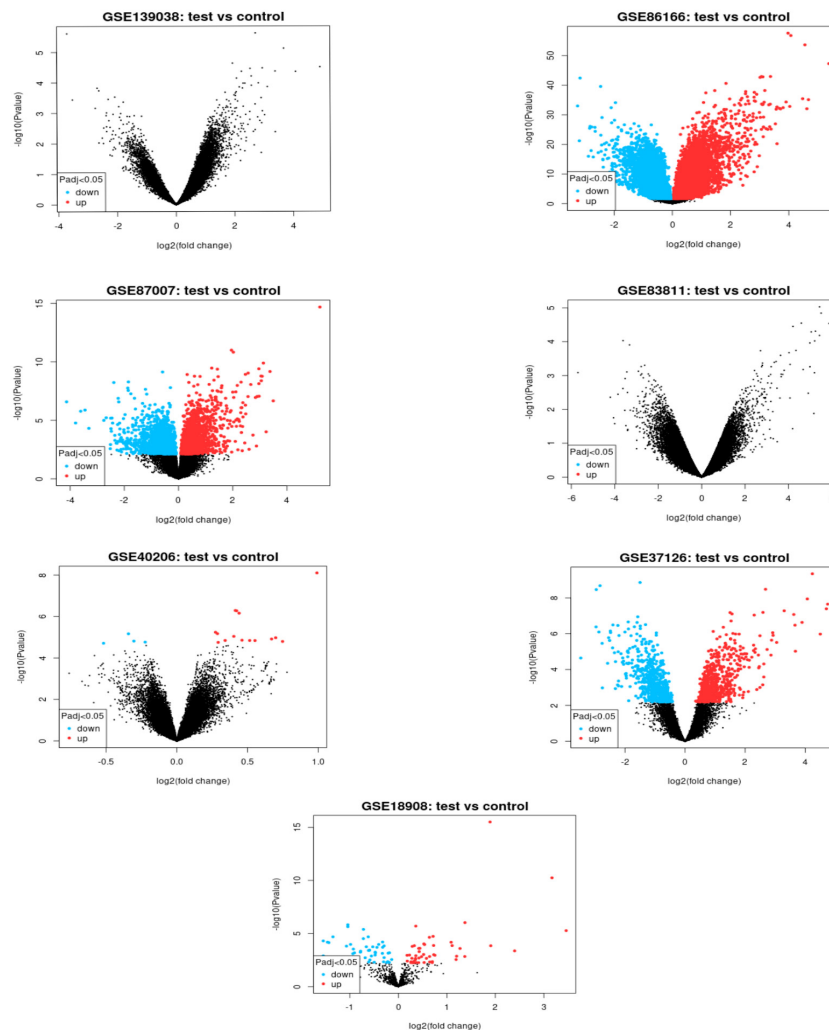 GSE139038: test vs control
-log10(Pvalue)
5
4
3
2
1
0
Padj<0.05
down
up
-4 -2 0 2 4
log2(fold change)
GSE86166: test vs control
-log10(Pvalue)
50
40
30
20
10
0
Padj<0.05
down
up
-2 0 2 4
log2(fold change)
GSE87007: test vs control
-log10(Pvalue)
15
10
5
0
Padj<0.05
down
up
-4 -2 0 2 4
log2(fold change)
GSE83811: test vs control
-log10(Pvalue)
5
4
3
2
1
0
Padj<0.05
down
up
-6 -4 -2 0 2 4
log2(fold change)
GSE40206: test vs control
-log10(Pvalue)
8
6
4
2
0
Padj<0.05
down
up
-0.5 0.0 0.5 1.0
log2(fold change)
GSE37126: test vs control
-log10(Pvalue)
8
6
4
2
0
Padj<0.05
down
up
-2 0 2 4
log2(fold change)
GSE18908: test vs control
-log10(Pvalue)
15
10
5
0
Padj<0.05
down
up
-1 0 1 2 3
log2(fold change)